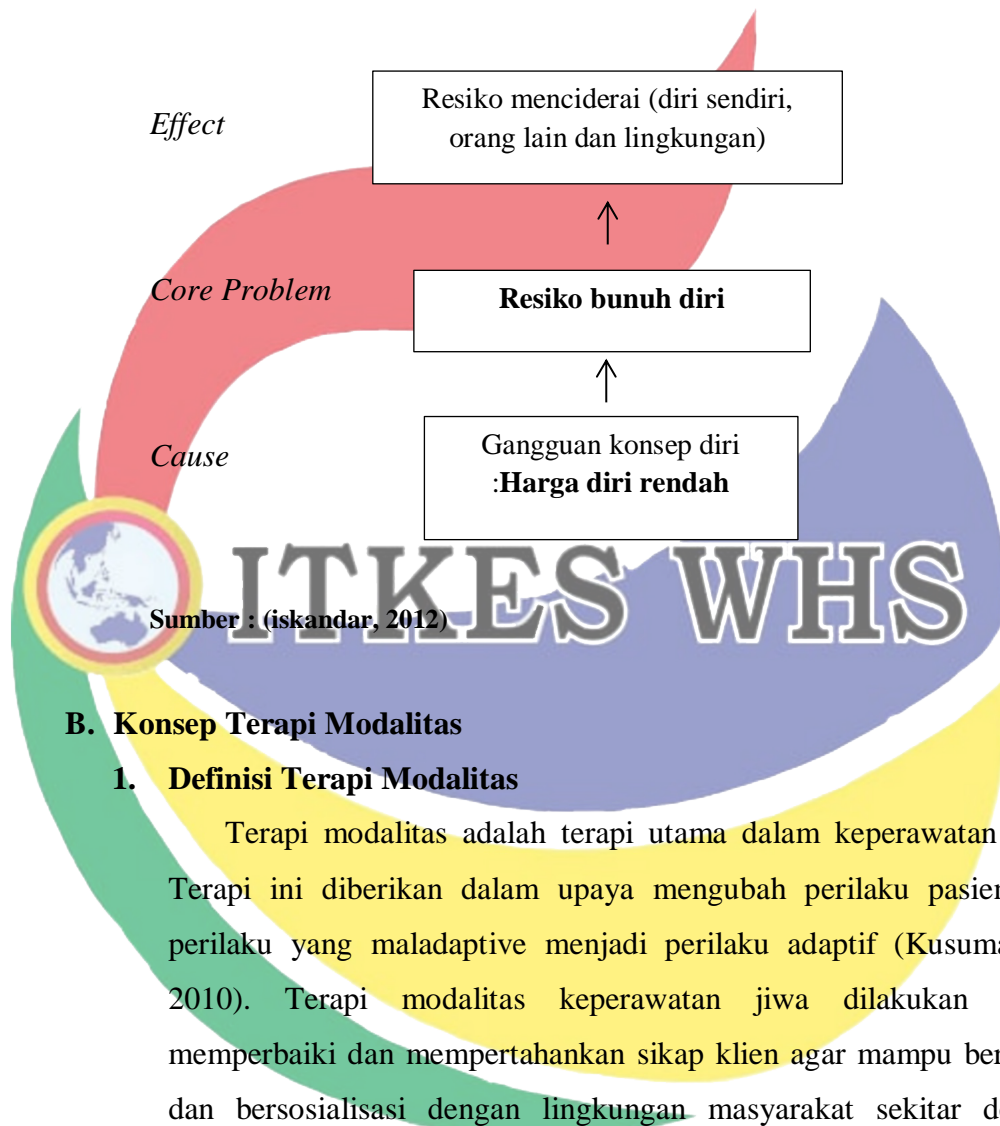 Effect
Resiko menciderai (diri sendiri,
orang lain dan lingkungan)
Core Problem
Resiko bunuh diri
Cause
Gangguan konsep diri
:Harga diri rendah
ITKES WHS
Sumber : (iskandar, 2012)
B. Konsep Terapi Modalitas
1. Definisi Terapi Modalitas
Terapi modalitas adalah terapi utama dalam keperawatan
Terapi ini diberikan dalam upaya mengubah perilaku pasien
perilaku yang maladaptive menjadi perilaku adaptif (Kusuma
2010). Terapi modalitas keperawatan jiwa dilakukan
memperbaiki dan mempertahankan sikap klien agar mampu
dan bersosialisasi dengan lingkungan masyarakat sekitar